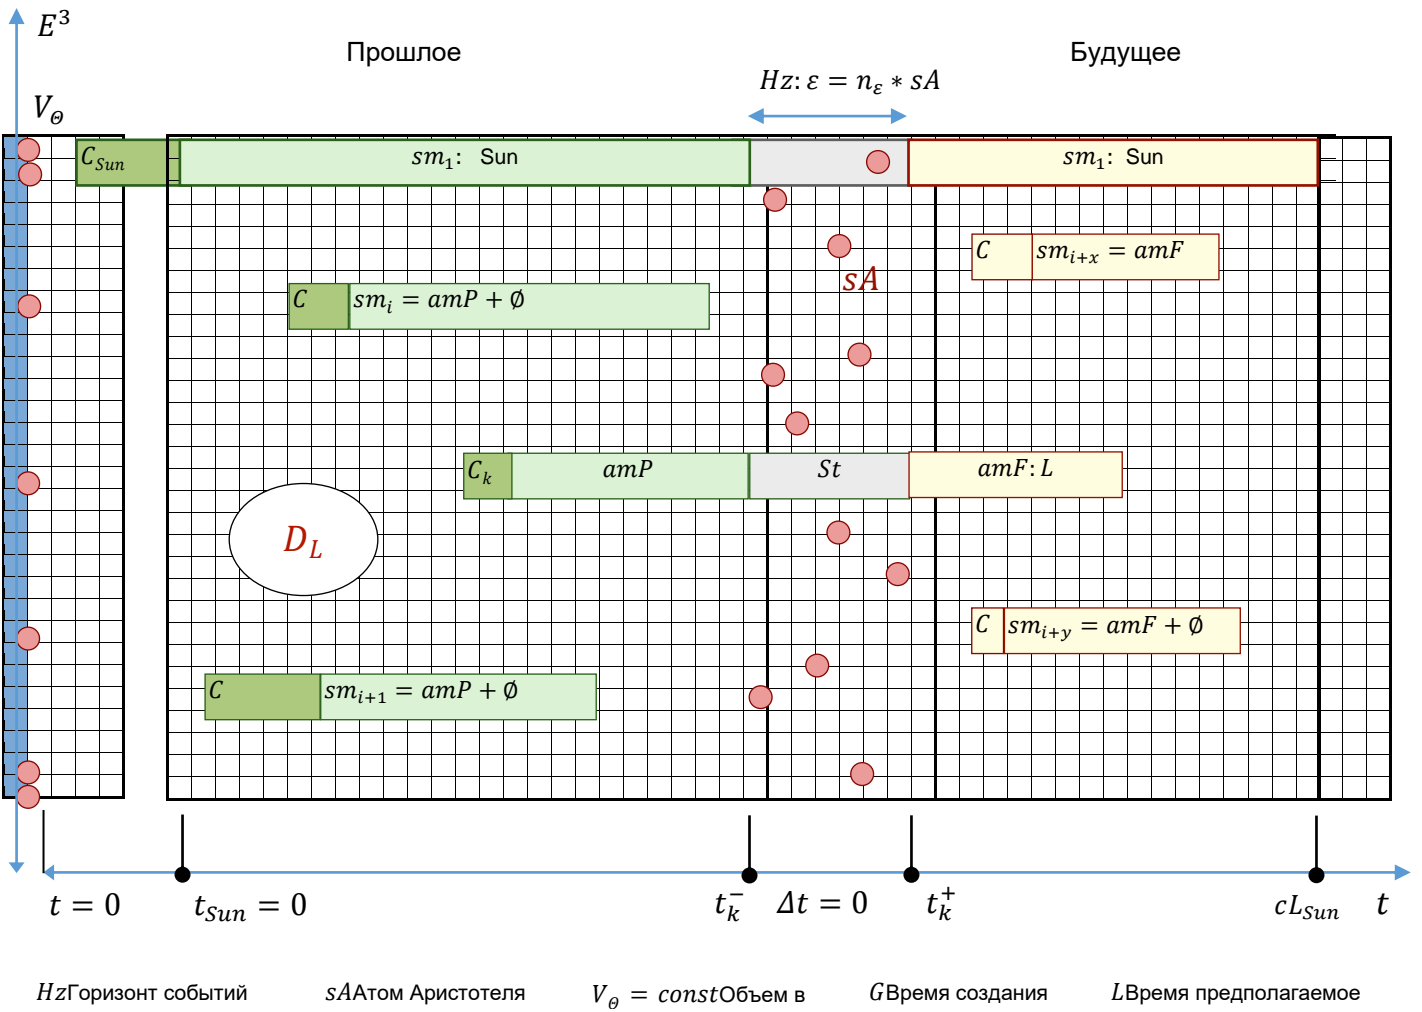 E³
Прошлое
Будущее
Hz: ε = n_ε * sA
V_Θ
C_Sun
sm₁: Sun
sm₁: Sun
C
sm_{i+x} = amF
sA
C
sm_i = amP + ∅
C_k
amP
St
amF: L
D_L
C
sm_{i+y} = amF + ∅
C
sm_{i+1} = amP + ∅
t = 0
t_Sun = 0
t_k^-
Δt = 0
t_k^+
cL_Sun
t
HzГоризонт событий
sAАтом Аристотеля
V_Θ = constОбъем в
GВремя создания
LВремя предполагаемое